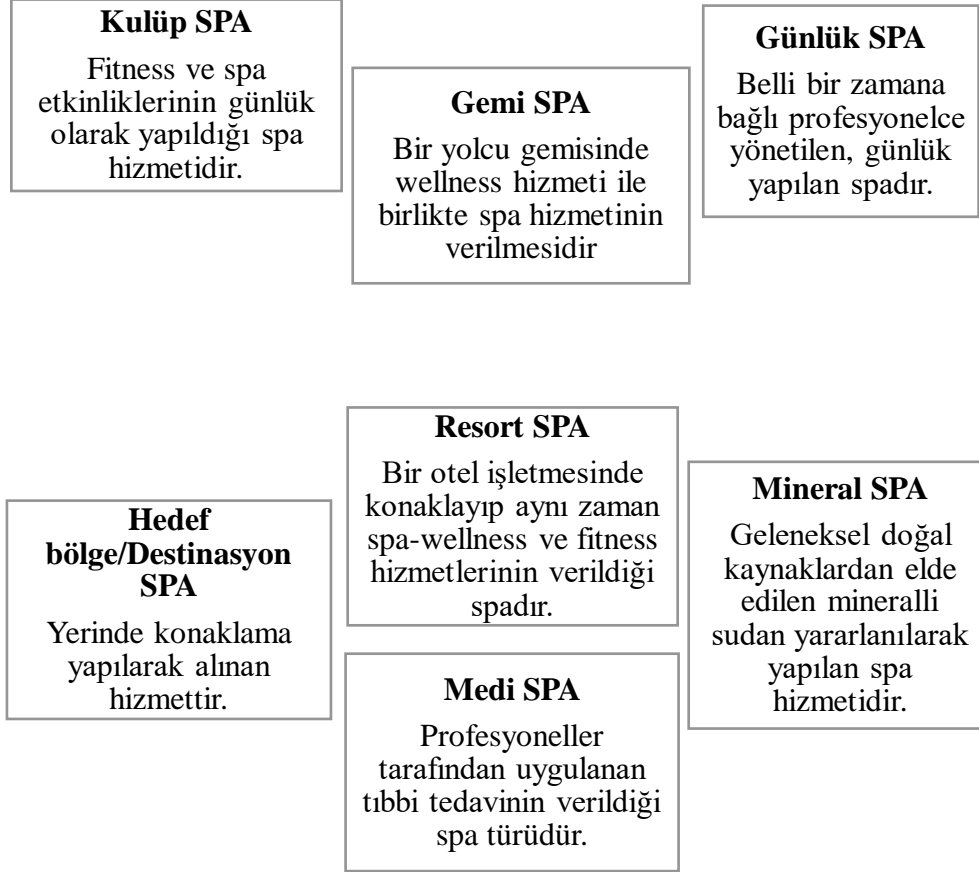 Kulüp SPA
Fitness ve spa
etkinliklerinin günlük
olarak yapıldığı spa
hizmetidir.
Gemi SPA
Bir yolcu gemisinde
wellness hizmeti ile
birlikte spa hizmetinin
verilmesidir
Günlük SPA
Belli bir zamana
bağlı profesyonelce
yönetilen, günlük
yapılan spadır.
Hedef
bölge/Destinasyon
SPA
Yerinde konaklama
yapılarak alınan
hizmettir.
Resort SPA
Bir otel işletmesinde
konaklayıp aynı zaman
spa-wellness ve fitness
hizmetlerinin verildiği
spadır.
Medi SPA
Profesyoneller
tarafından uygulanan
tıbbi tedavinin verildiği
spa türüdür.
Mineral SPA
Geleneksel doğal
kaynaklardan elde
edilen mineralli
sudan yararlanılarak
yapılan spa
hizmetidir.